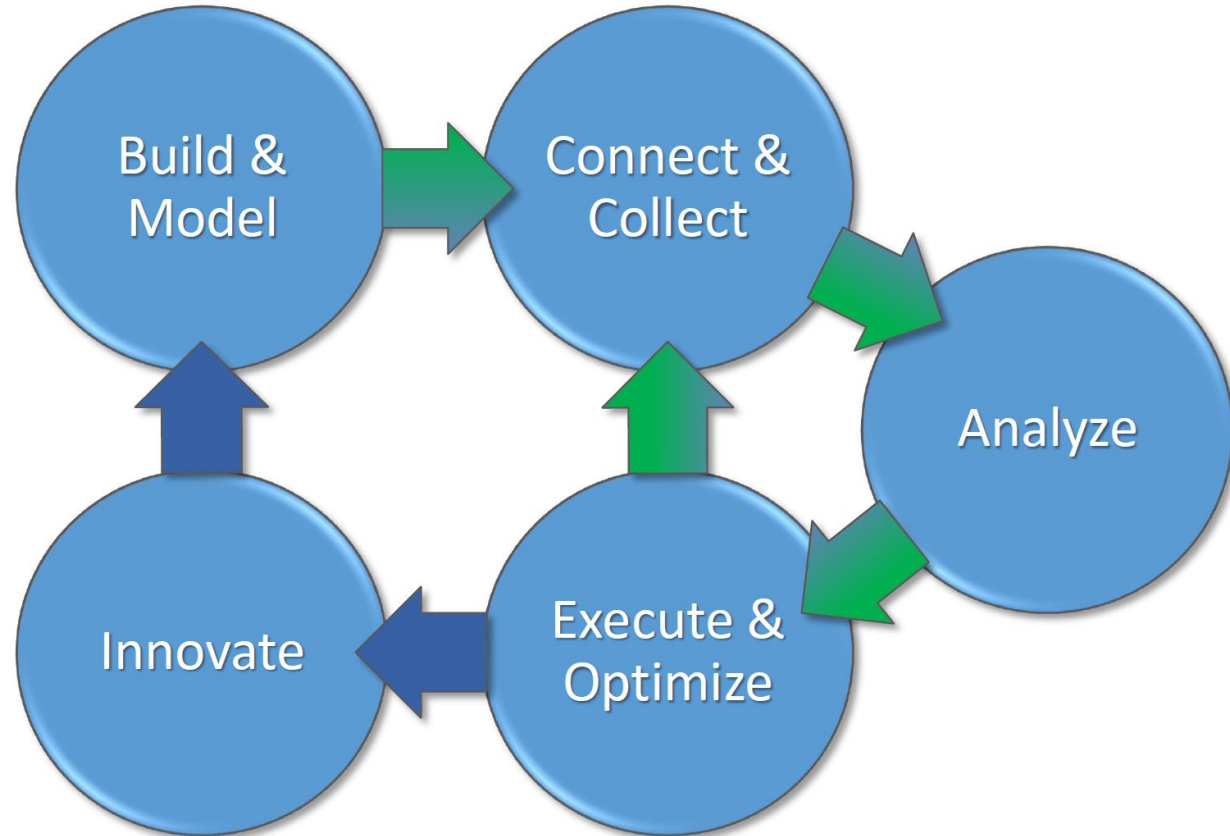 Build &
Model
Connect &
Collect
Analyze
Execute &
Optimize
Innovate